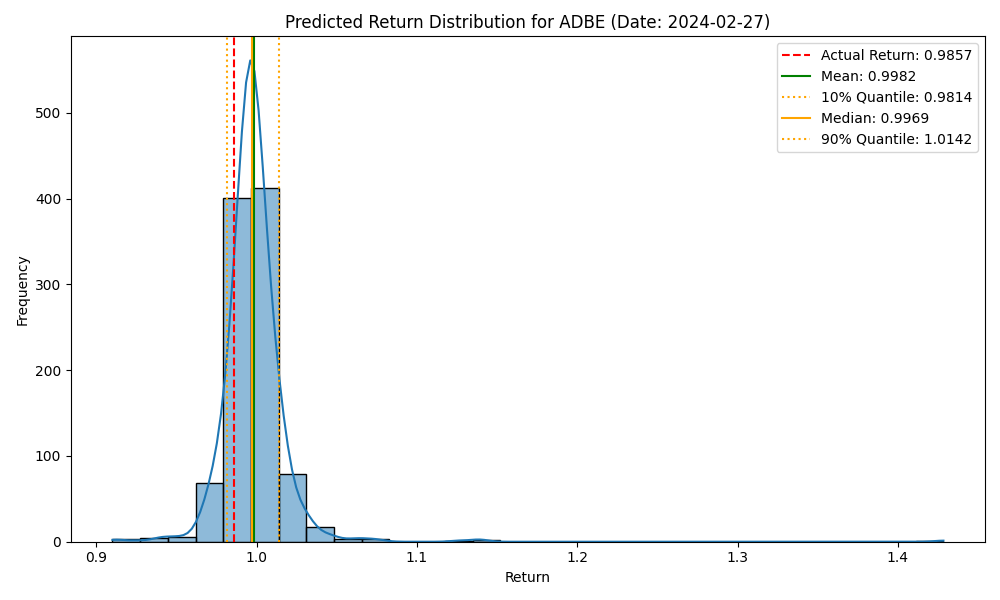 Predicted Return Distribution for ADBE (Date: 2024-02-27)
Actual Return: 0.9857
Mean: 0.9982
10% Quantile: 0.9814
Median: 0.9969
90% Quantile: 1.0142
Frequency
500
400
300
200
100
0
0.9 1.0 1.1 1.2 1.3 1.4
Return